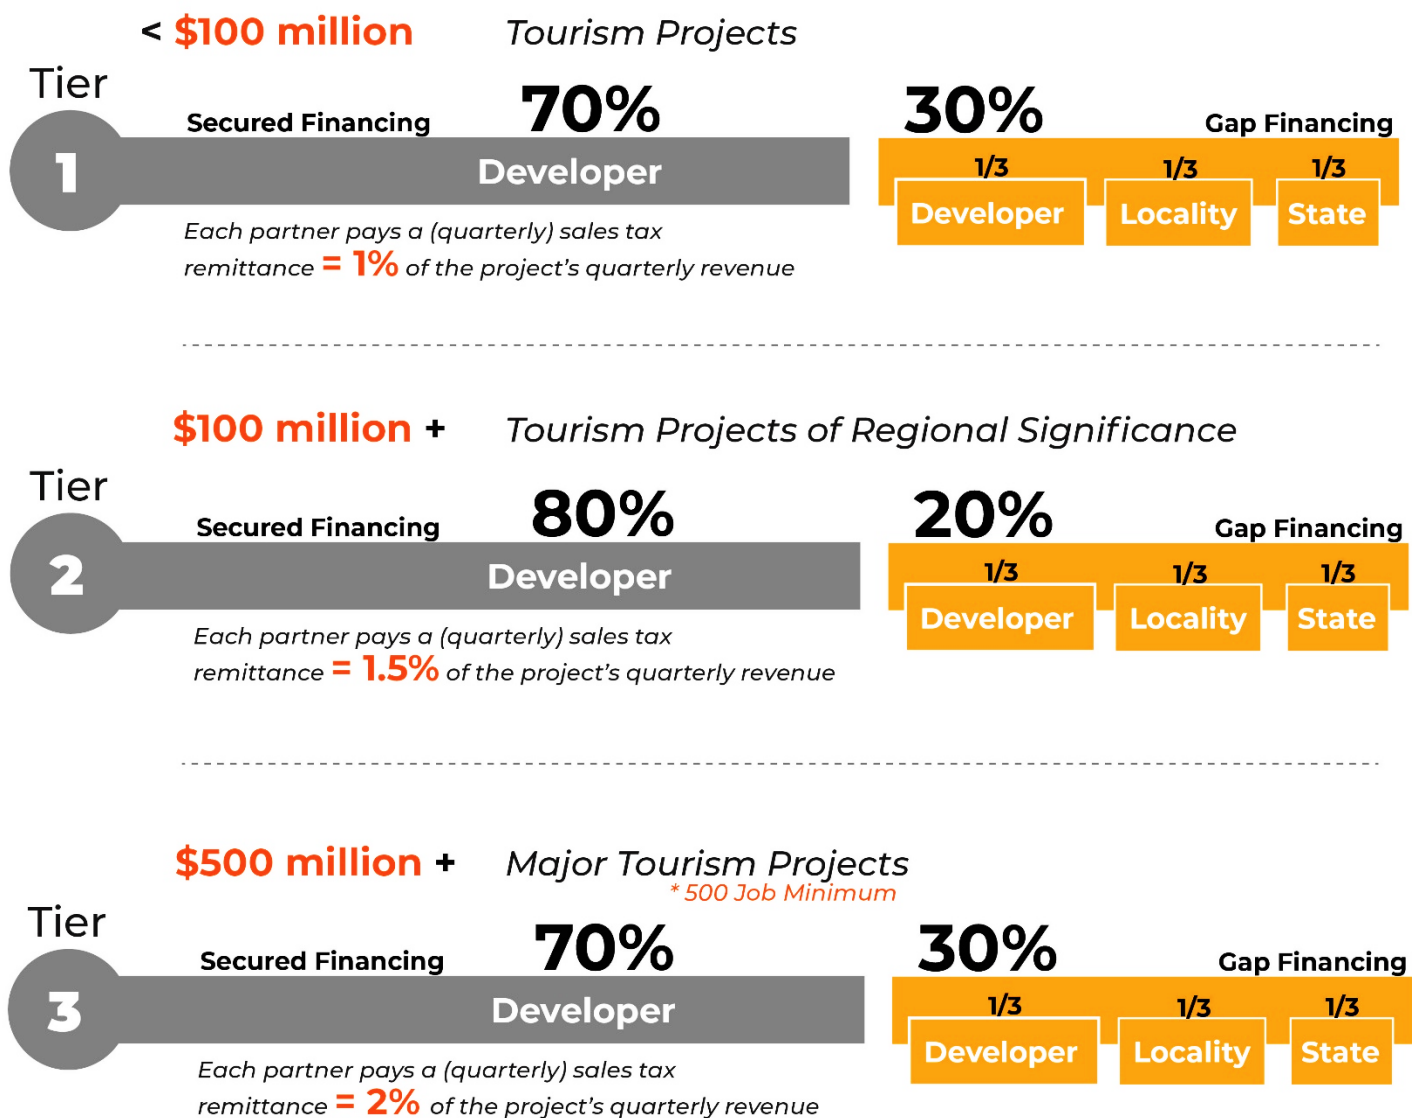 < $100 million Tourism Projects
Tier
1
Secured Financing 70% 30% Gap Financing
Developer
1/3 1/3 1/3
Developer Locality State
Each partner pays a (quarterly) sales tax
remittance = 1% of the project's quarterly revenue
$100 million + Tourism Projects of Regional Significance
Tier
2
Secured Financing 80% 20% Gap Financing
Developer
1/3 1/3 1/3
Developer Locality State
Each partner pays a (quarterly) sales tax
remittance = 1.5% of the project's quarterly revenue
$500 million + Major Tourism Projects
* 500 Job Minimum
Tier
3
Secured Financing 70% 30% Gap Financing
Developer
1/3 1/3 1/3
Developer Locality State
Each partner pays a (quarterly) sales tax
remittance = 2% of the project's quarterly revenue